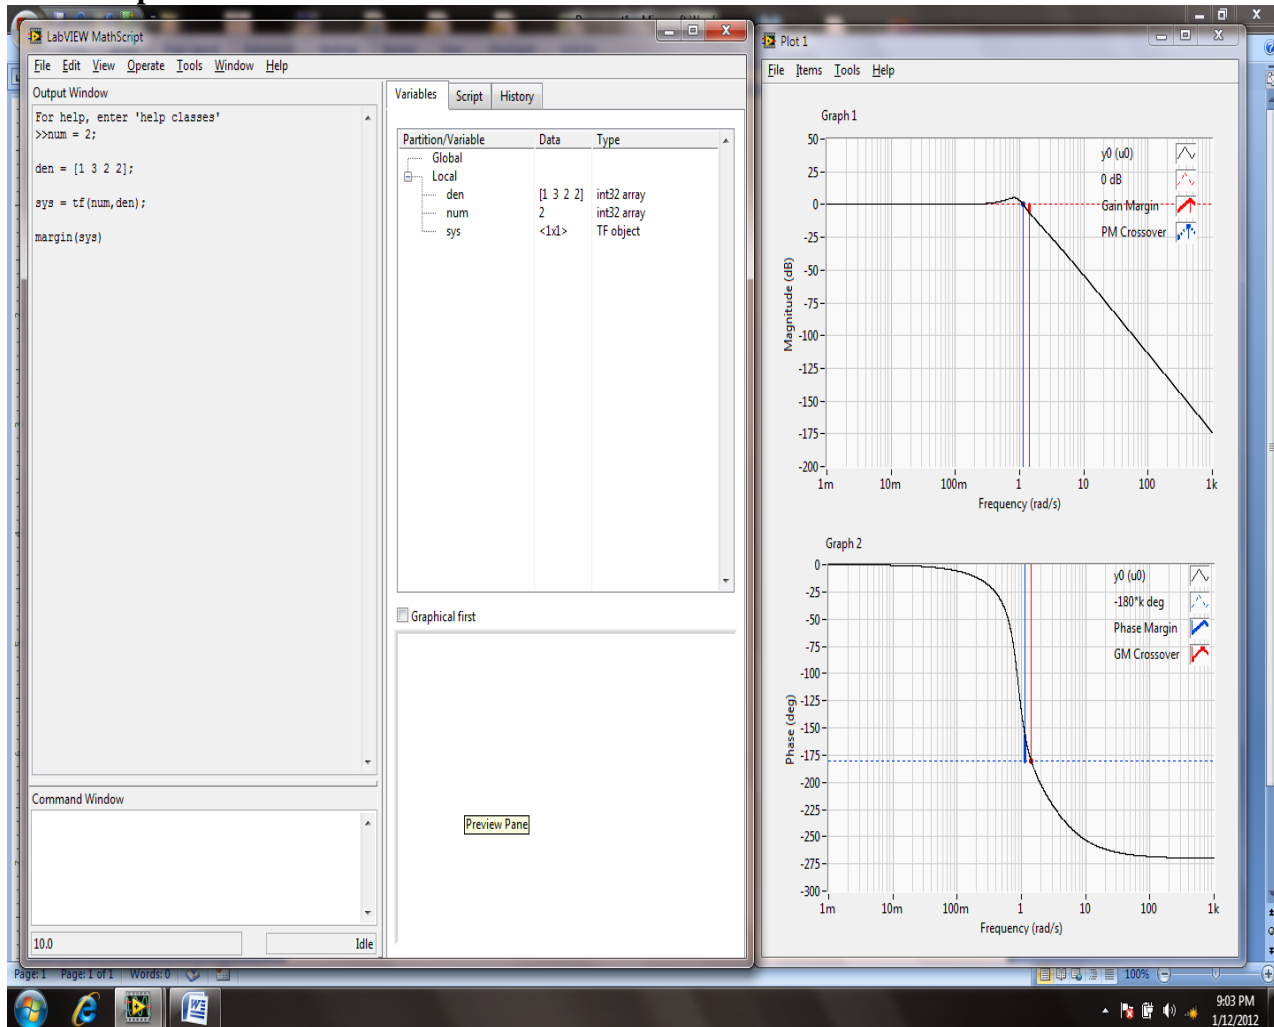 LabVIEW MathScript
File Edit View Operate Tools Window Help
Output Window
For help, enter 'help classes'
>>num = 2;
den = [1 3 2 2];
sys = tf(num,den);
margin(sys)
Command Window
10.0
Idle
Variables Script History
Partition/Variable Data Type
Global
Local
den [1 3 2 2] int32 array
num 2 int32 array
sys <1x1> TF object
Graphical first
Preview Pane
Plot 1
File Items Tools Help
Graph 1
y0 (u0)
0 dB
Gain Margin
PM Crossover
Magnitude (dB)
50
25
0
-25
-50
-75
-100
-125
-150
-175
-200
1m 10m 100m 1 10 100 1k
Frequency (rad/s)
Graph 2
y0 (u0)
-180*k deg
Phase Margin
GM Crossover
Phase (deg)
0
-25
-50
-75
-100
-125
-150
-175
-200
-225
-250
-275
-300
1m 10m 100m 1 10 100 1k
Frequency (rad/s)
Page: 1 Page: 1 of 1 Words: 0
100%
9:03 PM
1/12/2012